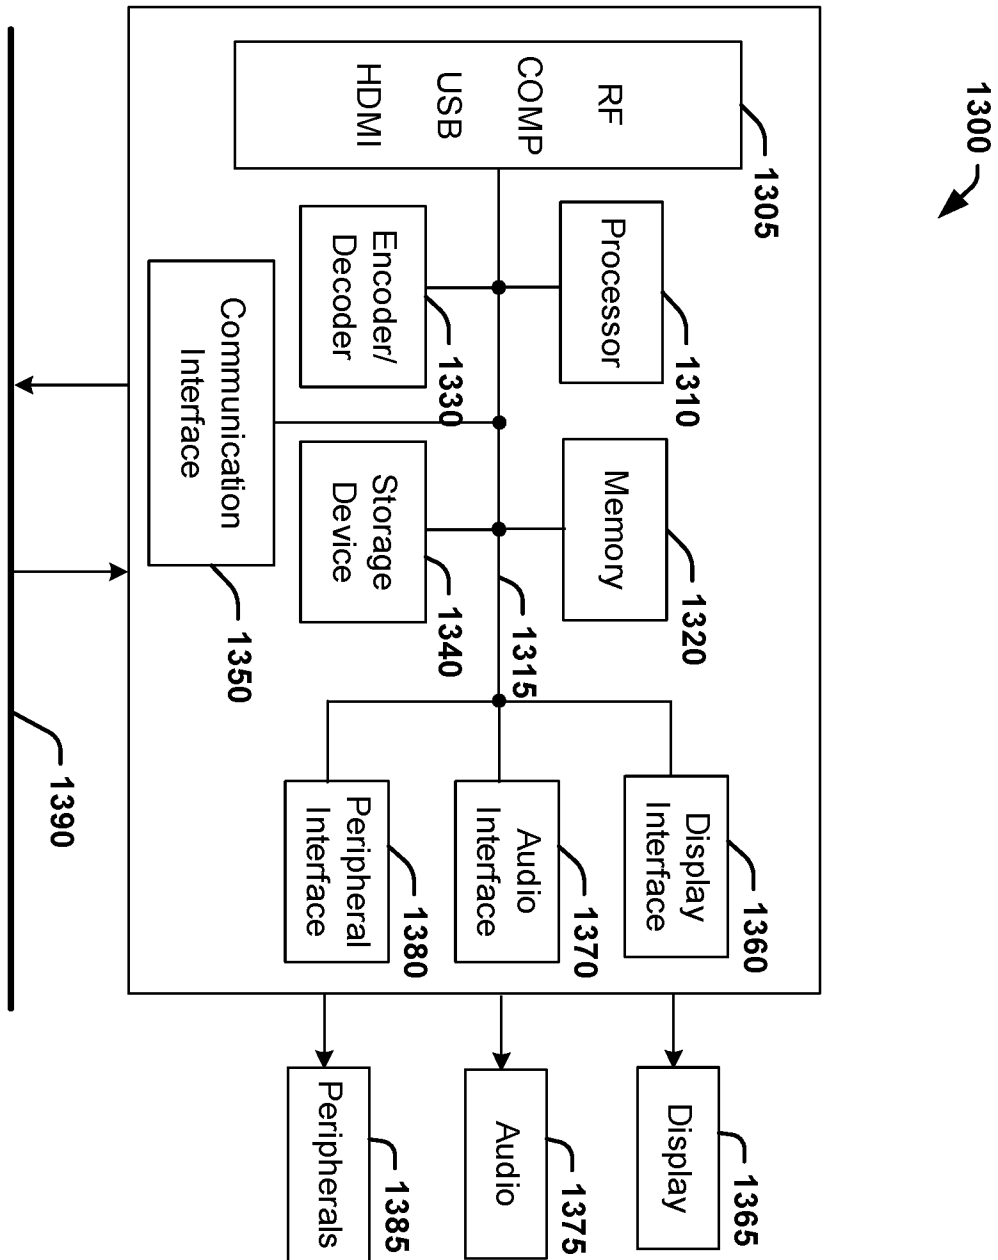 1300
RF
COMP
USB
HDMI
1305
Processor
1310
Memory
1320
Display
Interface
1360
Display
1365
Encoder/
Decoder
1330
Storage
Device
1340
1315
Audio
Interface
1370
Audio
1375
Communication
Interface
1350
Peripheral
Interface
1380
Peripherals
1385
1390